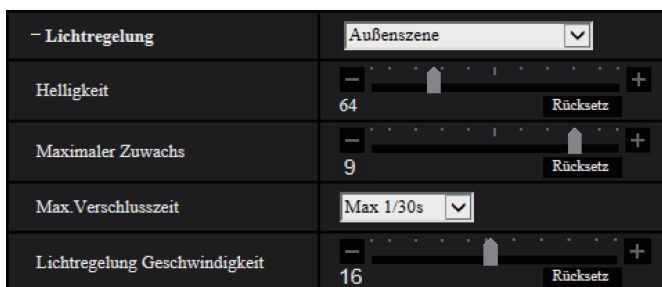 − Lichtregelung Außenszene
Helligkeit − +
64 Rücksetz
Maximaler Zuwachs − +
9 Rücksetz
Max.Verschlusszeit Max 1/30s
Lichtregelung Geschwindigkeit − +
16 Rücksetz